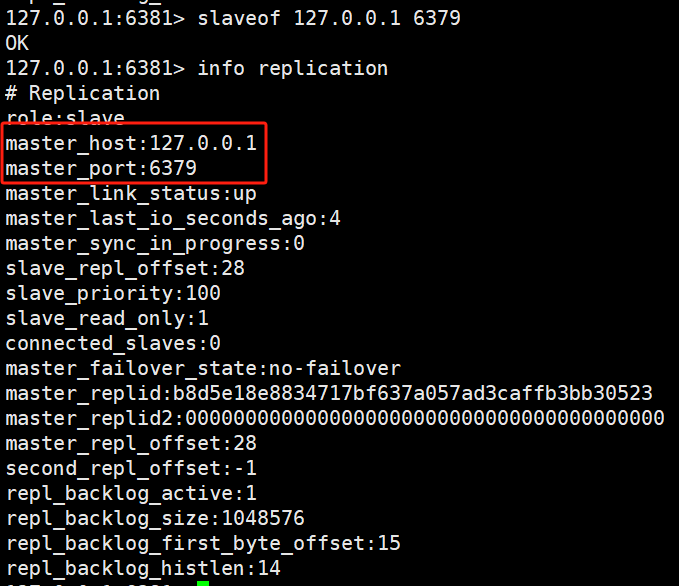 127.0.0.1:6381> slaveof 127.0.0.1 6379
OK
127.0.0.1:6381> info replication
# Replication
role:slave
master_host:127.0.0.1
master_port:6379
master_link_status:up
master_last_io_seconds_ago:4
master_sync_in_progress:0
slave_repl_offset:28
slave_priority:100
slave_read_only:1
connected_slaves:0
master_failover_state:no-failover
master_replid:b8d5e18e8834717bf637a057ad3caffb3bb30523
master_replid2:0000000000000000000000000000000000000000
master_repl_offset:28
second_repl_offset:-1
repl_backlog_active:1
repl_backlog_size:1048576
repl_backlog_first_byte_offset:15
repl_backlog_histlen:14